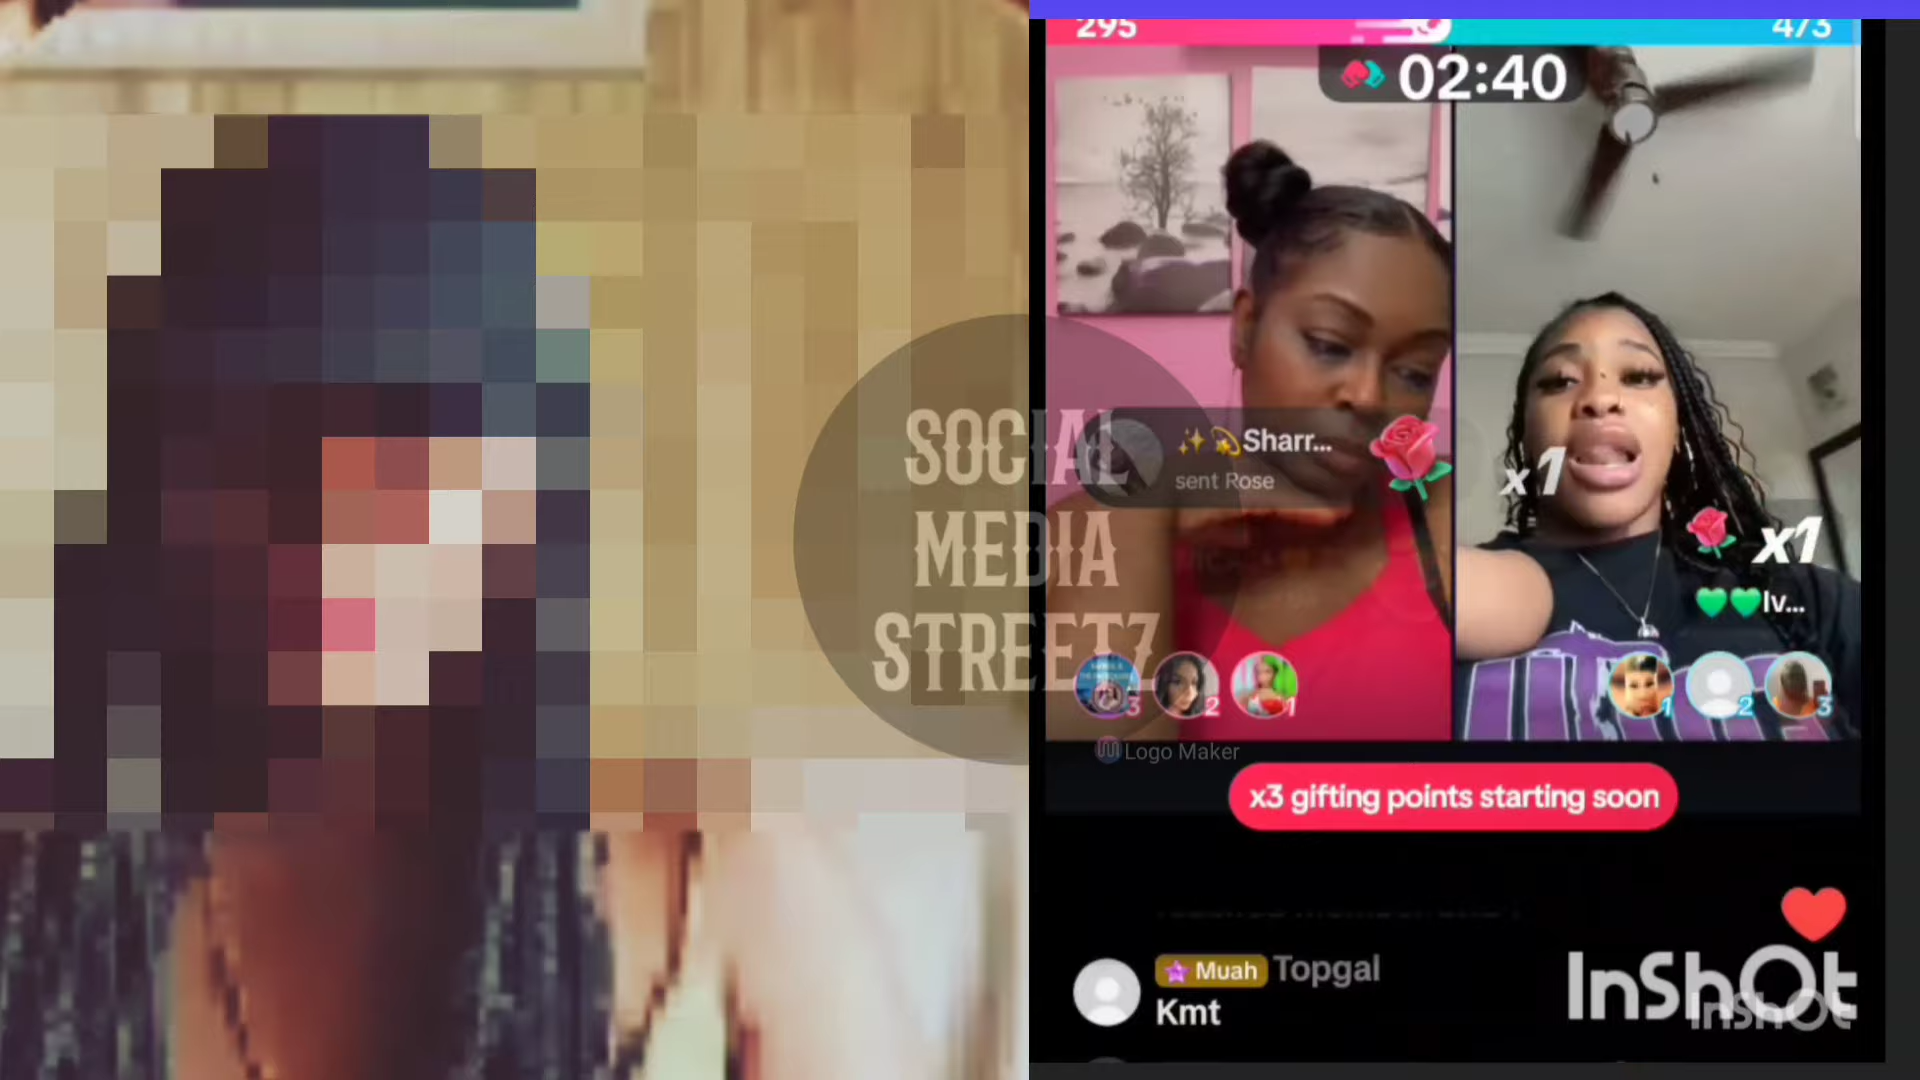 295
473
02:40
✨💫Sharr...
sent Rose
x1
x1
💚💚lv...
SOCIAL
MEDIA
STREETZ
3
2
1
1
2
3
Logo Maker
x3 gifting points starting soon
Muah Topgal
Kmt
InShOt
InShOt